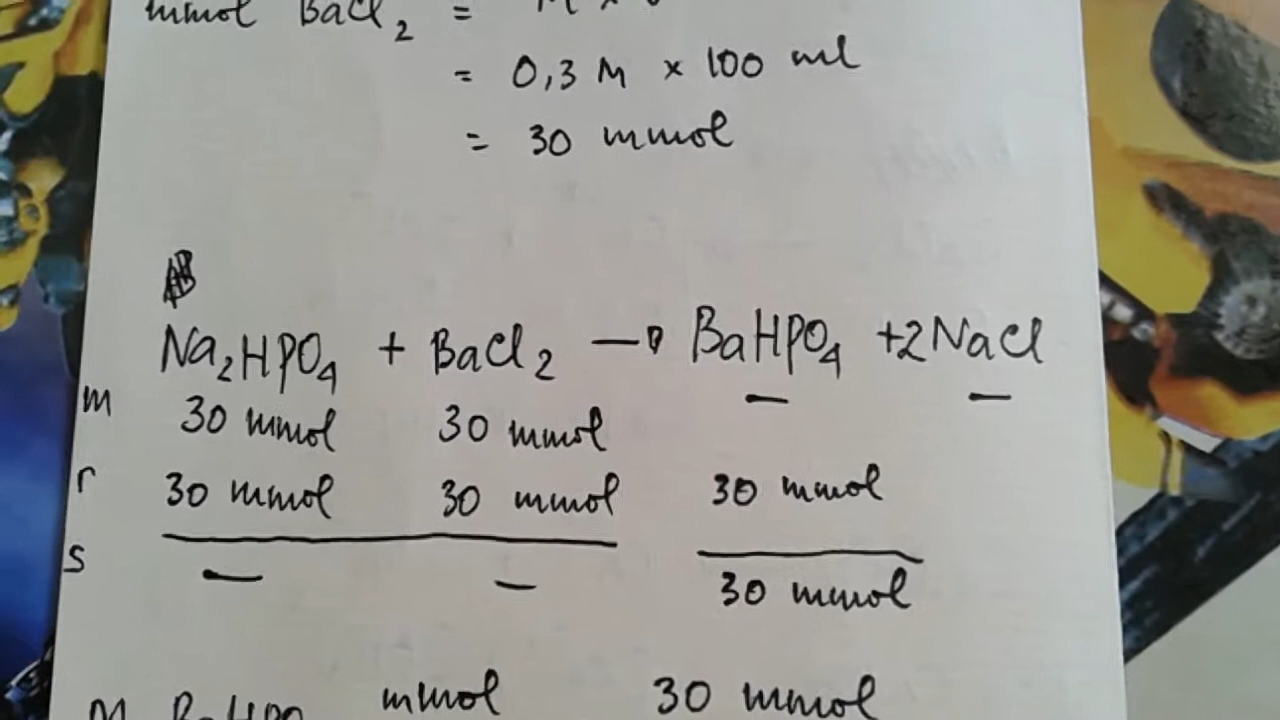 mmol BaCl2 = M x
= 0,3 M x 100 ml
= 30 mmol
Na2HPO4 + BaCl2 → BaHPO4 +2NaCl
m 30 mmol 30 mmol — —
r 30 mmol 30 mmol 30 mmol
s — — 30 mmol
M BaHPO mmol 30 mmol